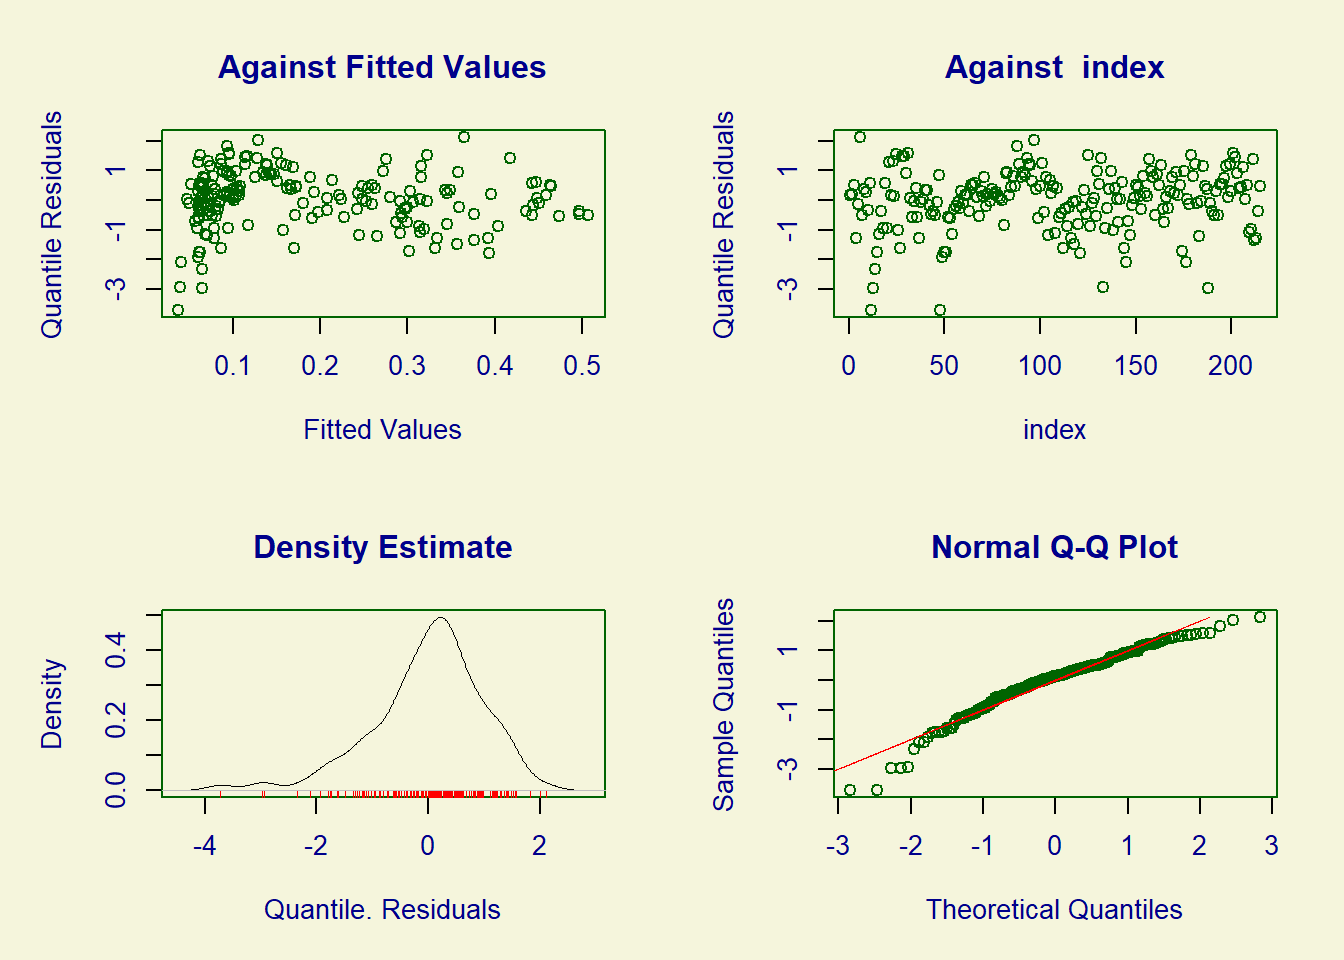 Against Fitted Values
Quantile Residuals
1
-1
-3
0.1 0.2 0.3 0.4 0.5
Fitted Values
Against  index
Quantile Residuals
1
-1
-3
0 50 100 150 200
index
Density Estimate
Density
0.4
0.2
0.0
-4 -2 0 2
Quantile. Residuals
Normal Q-Q Plot
Sample Quantiles
1
-1
-3
-3 -2 -1 0 1 2 3
Theoretical Quantiles